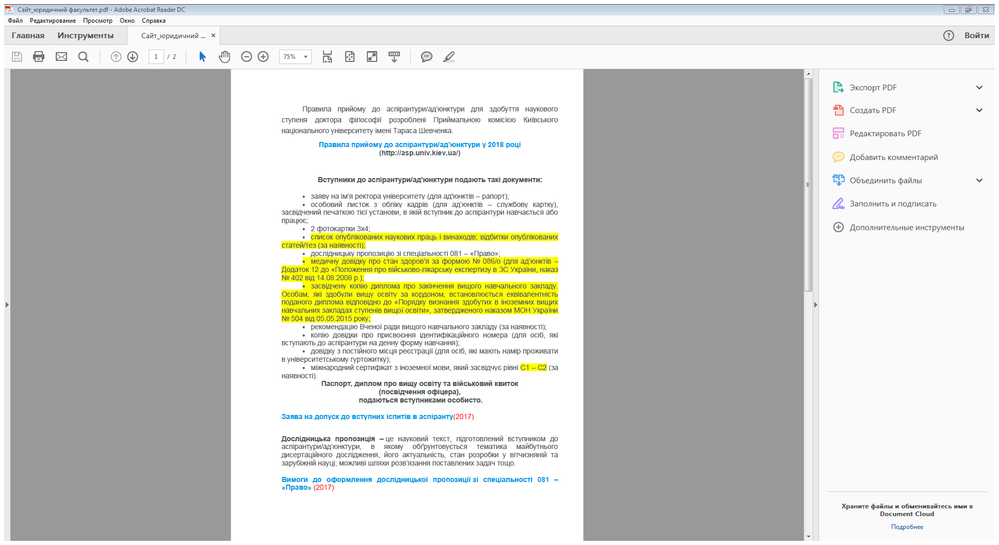 Сайт_юридичний факультет.pdf - Adobe Acrobat Reader DC
Файл Редактирование Просмотр Окно Справка
Главная Инструменты Сайт_юридичний ... × ? Войти
1 / 2 75%
Правила прийому до аспірантури/ад’юнктури для здобуття наукового
ступеня доктора філософії розроблені Приймальною комісією Київського
національного університету імені Тараса Шевченка.
Правила прийому до аспірантури/ад’юнктури у 2018 році
(http://asp.univ.kiev.ua/)
Вступники до аспірантури/ад'юнктури подають такі документи:
• заяву на ім’я ректора університету (для ад'юнктів – рапорт);
• особовий листок з обліку кадрів (для ад’юнктів – службову картку),
засвідчений печаткою тієї установи, в якій вступник до аспірантури навчається або
працює;
• 2 фотокартки 3х4;
• список опублікованих наукових праць і винаходів; відбитки опублікованих
статей/тез (за наявності);
• дослідницьку пропозицію зі спеціальності 081 – «Право»;
• медичну довідку про стан здоров’я за формою № 086/о (для ад’юнктів –
Додаток 12 до «Положення про військово-лікарську експертизу в ЗС України, наказ
№ 402 від 14.08.2008 р.);
• засвідчену копію диплома про закінчення вищого навчального закладу.
Особам, які здобули вищу освіту за кордоном, встановлюється еквівалентність
поданого диплома відповідно до «Порядку визнання здобутих в іноземних вищих
навчальних закладах ступенів вищої освіти», затвердженого наказом МОН України
№ 504 від 05.05.2015 року;
• рекомендацію Вченої ради вищого навчального закладу (за наявності);
• копію довідки про присвоєння ідентифікаційного номера (для осіб, які
вступають до аспірантури на денну форму навчання);
• довідку з постійного місця реєстрації (для осіб, які мають намір проживати
в університетському гуртожитку);
• міжнародний сертифікат з іноземної мови, який засвідчує рівні С1 – С2 (за
наявності).
Паспорт, диплом про вищу освіту та військовий квиток
(посвідчення офіцера),
подаються вступниками особисто.
Заява на допуск до вступних іспитів в аспіранту(2017)
Дослідницька пропозиція – це науковий текст, підготовлений вступником до
аспірантури/ад’юнктури, в якому обґрунтовується тематика майбутнього
дисертаційного дослідження, його актуальність, стан розробки у вітчизняній та
зарубіжній науці; можливі шляхи розв’язання поставлених задач тощо.
Вимоги до оформлення дослідницької пропозиції зі спеціальності 081 –
«Право» (2017)
Экспорт PDF
Создать PDF
Редактировать PDF
Добавить комментарий
Объединить файлы
Заполнить и подписать
Дополнительные инструменты
Храните файлы и обменивайтесь ими в
Document Cloud
Подробнее